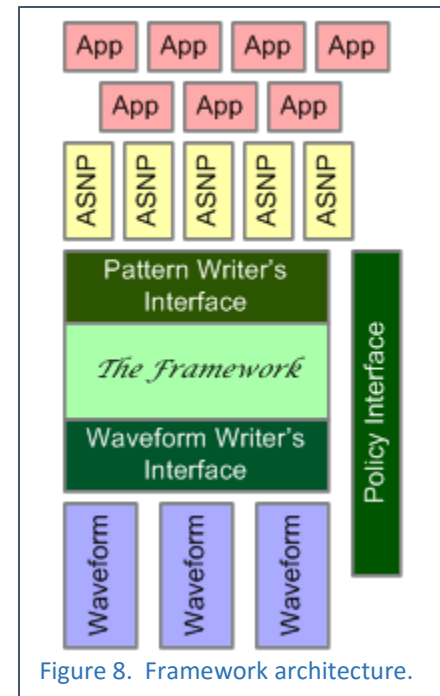 App App App App
App App App
ASNP ASNP ASNP ASNP ASNP
Pattern Writer's
Interface
The Framework
Waveform Writer's
Interface
Policy Interface
Waveform Waveform Waveform
Figure 8. Framework architecture.